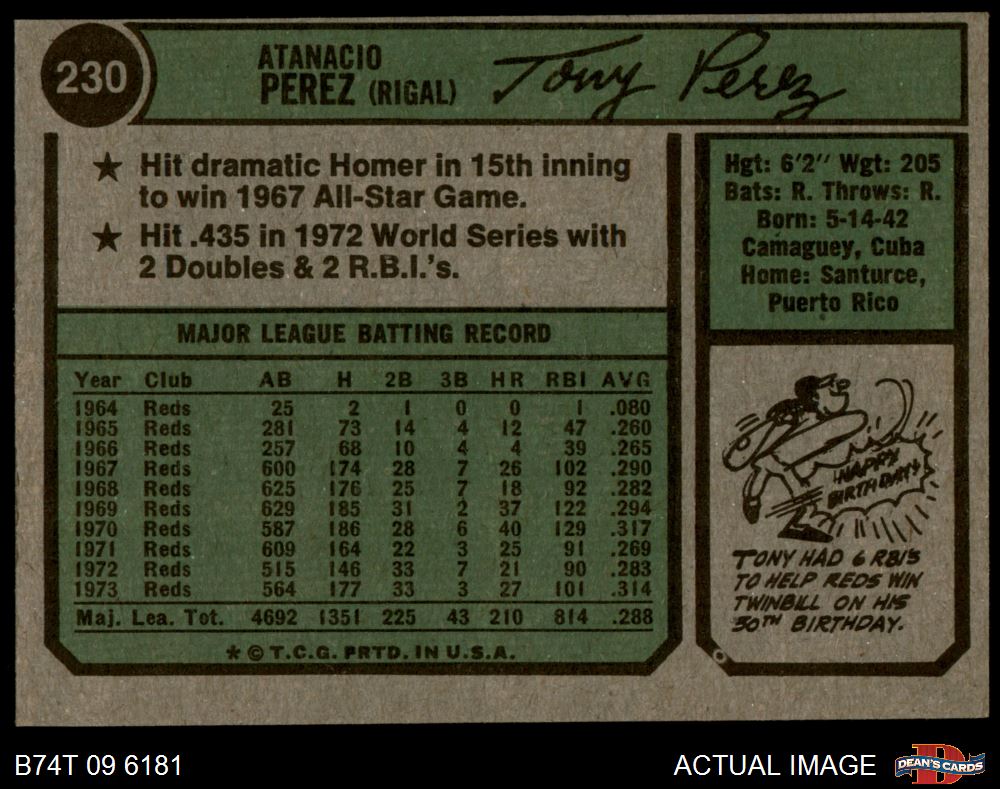 230
ATANACIO
PEREZ (RIGAL)
Tony Perez
★ Hit dramatic Homer in 15th inning
to win 1967 All-Star Game.
★ Hit .435 in 1972 World Series with
2 Doubles & 2 R.B.I.'s.
Hgt: 6'2" Wgt: 205
Bats: R. Throws: R.
Born: 5-14-42
Camaguey, Cuba
Home: Santurce,
Puerto Rico
MAJOR LEAGUE BATTING RECORD
Year Club AB H 2B 3B HR RBI AVG
1964 Reds 25 2 1 0 0 1 .080
1965 Reds 281 73 14 4 12 47 .260
1966 Reds 257 68 10 4 4 39 .265
1967 Reds 600 174 28 7 26 102 .290
1968 Reds 625 176 25 7 18 92 .282
1969 Reds 629 185 31 2 37 122 .294
1970 Reds 587 186 28 6 40 129 .317
1971 Reds 609 164 22 3 25 91 .269
1972 Reds 515 146 33 7 21 90 .283
1973 Reds 564 177 33 3 27 101 .314
Maj. Lea. Tot. 4692 1351 225 43 210 814 .288
* © T.C.G. PRTD. IN U.S.A.
HAPPY
BIRTHDAY!
TONY HAD 6 RBI'S
TO HELP REDS WIN
TWINBILL ON HIS
30TH BIRTHDAY.
B74T 09 6181
ACTUAL IMAGE
D
DEAN'S CARDS